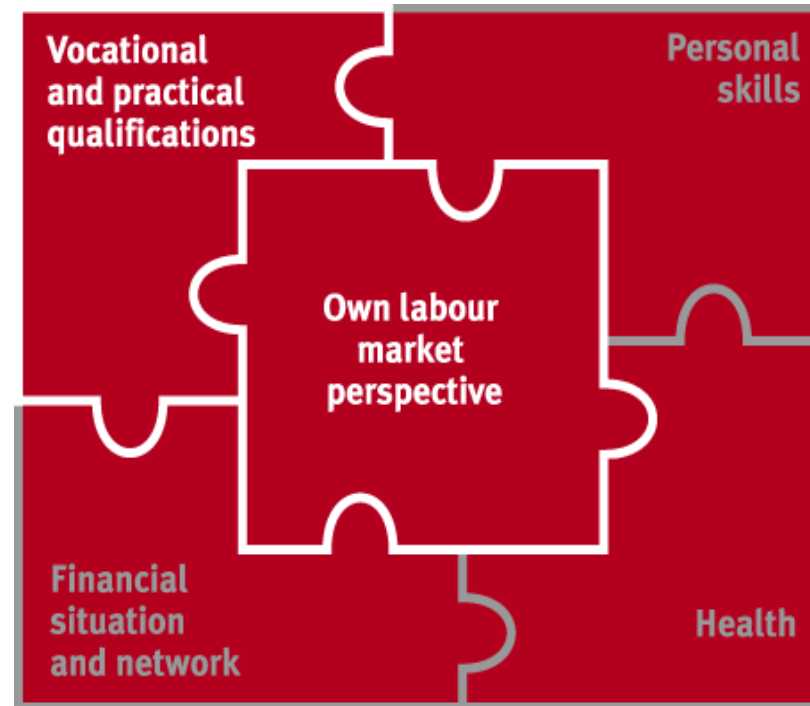 Vocational
and practical
qualifications
Personal
skills
Own labour
market
perspective
Financial
situation
and network
Health